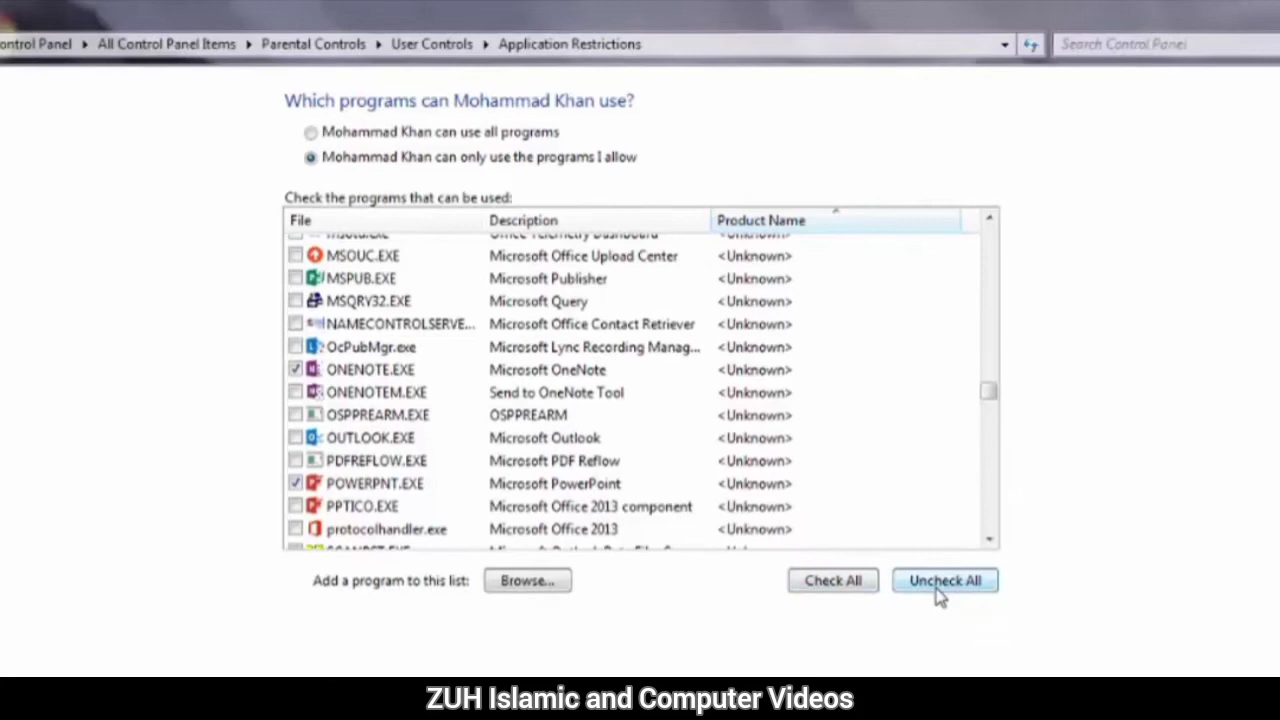 ontrol Panel ▸ All Control Panel Items ▸ Parental Controls ▸ User Controls ▸ Application Restrictions
Search Control Panel
Which programs can Mohammad Khan use?
Mohammad Khan can use all programs
Mohammad Khan can only use the programs I allow
Check the programs that can be used:
File Description Product Name
Office Telemetry Dashboard <Unknown>
MSOUC.EXE Microsoft Office Upload Center <Unknown>
MSPUB.EXE Microsoft Publisher <Unknown>
MSQRY32.EXE Microsoft Query <Unknown>
NAMECONTROLSERVE... Microsoft Office Contact Retriever <Unknown>
OcPubMgr.exe Microsoft Lync Recording Manag... <Unknown>
ONENOTE.EXE Microsoft OneNote <Unknown>
ONENOTEM.EXE Send to OneNote Tool <Unknown>
OSPPREARM.EXE OSPPREARM <Unknown>
OUTLOOK.EXE Microsoft Outlook <Unknown>
PDFREFLOW.EXE Microsoft PDF Reflow <Unknown>
POWERPNT.EXE Microsoft PowerPoint <Unknown>
PPTICO.EXE Microsoft Office 2013 component <Unknown>
protocolhandler.exe Microsoft Office 2013 <Unknown>
Add a program to this list: Browse... Check All Uncheck All
ZUH Islamic and Computer Videos